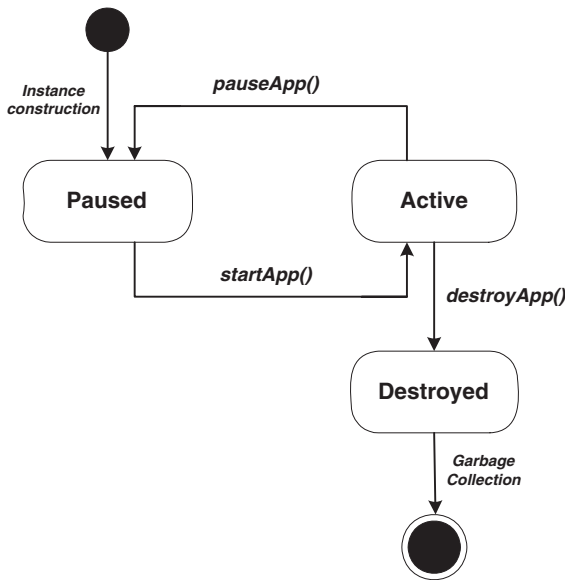 pauseApp()
Instance
construction
Paused
Active
startApp()
destroyApp()
Destroyed
Garbage
Collection